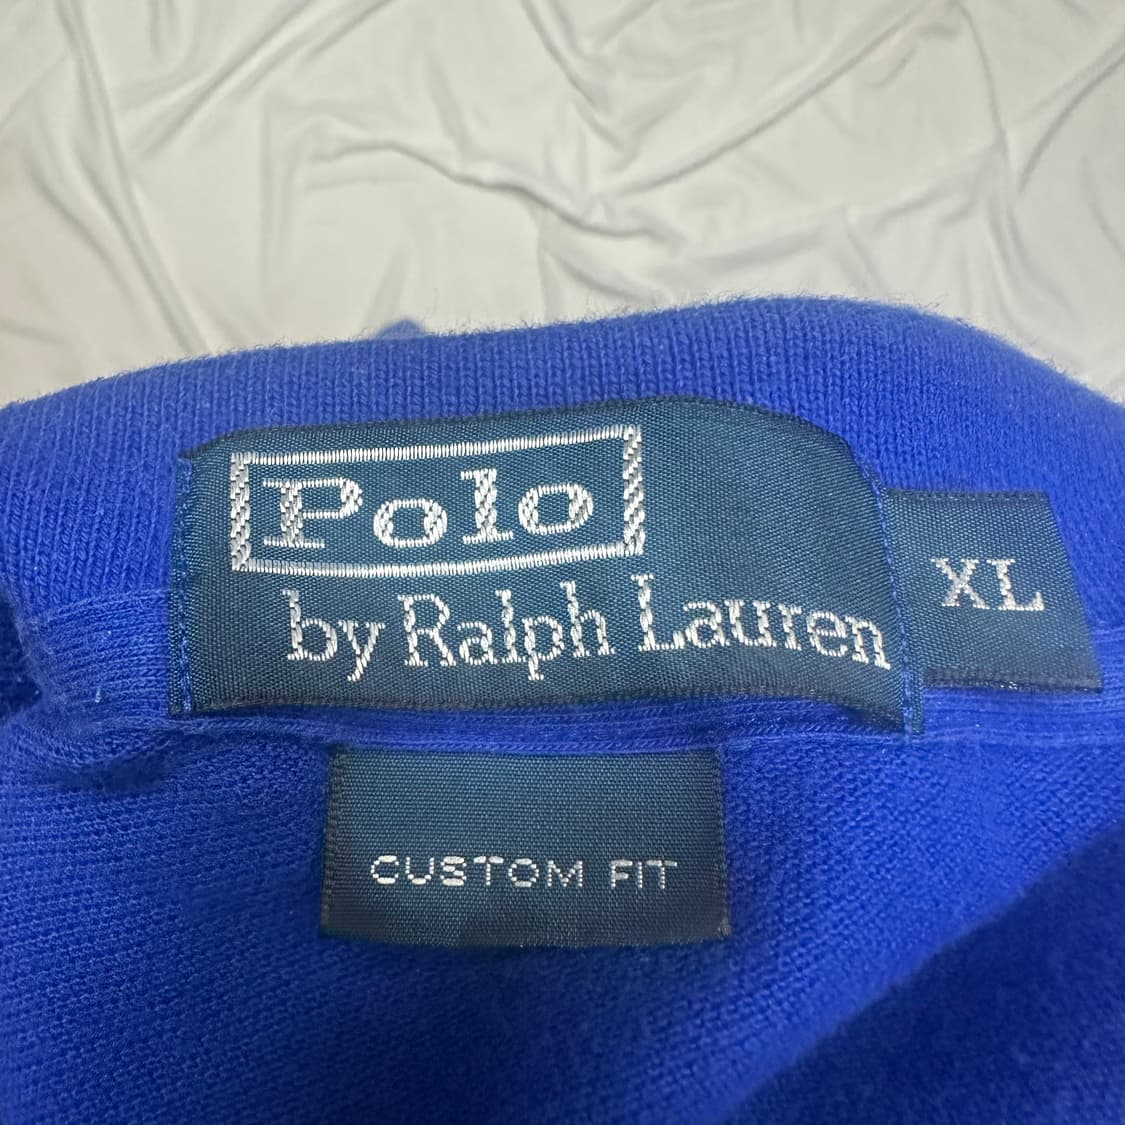 Polo
by Ralph Lauren
XL
CUSTOM FIT